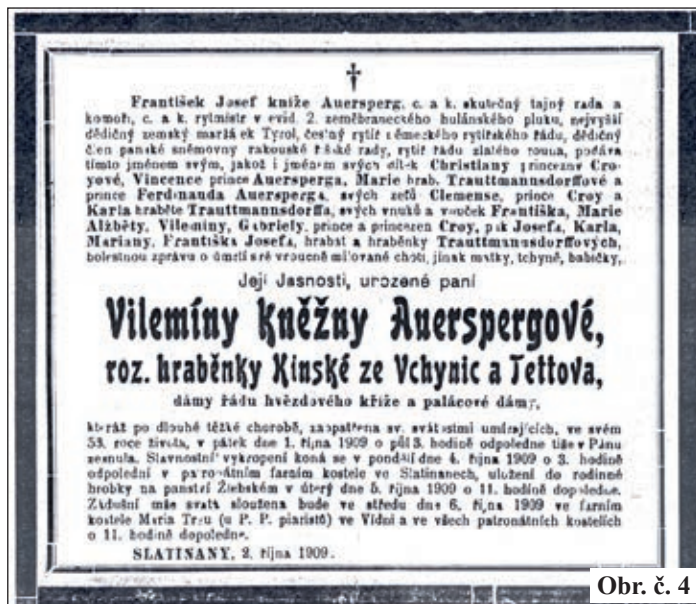 †
František Josef kníže Auersperg, c. a k. skutečný tajný rada a
komoří, c. a k. rytmistr v evid. 2. zeměbraneckého hulánského pluku, nejvyšší
dědičný zemský maršálek Tyrol, čestný rytíř německého rytířského řádu, dědičný
člen panské sněmovny rakouské říšské rady, rytíř řádu zlatého rouna, podává
tímto jménem svým, jakož i jménem svých dítek Christiany princezny Croyové,
Vincence prince Auersperga, Marie hrab. Trauttmannsdorffové a
prince Ferdinanda Auersperga, svých zeťů Clemense, prince Croy a
Karla hraběte Trauttmannsdorffa, svých vnuků a vnuček Františka, Marie
Alžběty, Vilemíny, Gabriely, prince a princezen Croy, pak Josefa, Karla,
Mariany, Františka Josefa, hrabat a hraběnky Trauttmannsdorffových,
bolestnou zprávu o úmrtí své vroucně milované choti, jinak matky, tchyně, babičky,
Její Jasnosti, urozené paní
Vilemíny kněžny Auerspergové,
roz. hraběnky Kinské ze Vchynic a Tettova,
dámy řádu hvězdového kříže a palácové dámy,
kteráž po dlouhé těžké chorobě, zaopatřena sv. svátostmi umírajících, ve svém
53. roce života, v pátek dne 1. října 1909 o půl 3. hodině odpoledne tiše v Pánu
zesnula. Slavnostní vykropení koná se v pondělí dne 4. října 1909 o 3. hodině
odpolední v patronátním farním kostele ve Slatinanech, uložení do rodinné
hrobky na panství Žlebském v úterý dne 5. října 1909 o 11. hodině dopoledne.
Zádušní mše svatá sloužena bude ve středu dne 6. října 1909 ve farním
kostele Maria Treu (u P. P. piaristů) ve Vídni a ve všech patronátních kostelích
o 11. hodině dopoledne.
SLATINANY, 2. října 1909.
Obr. č. 4